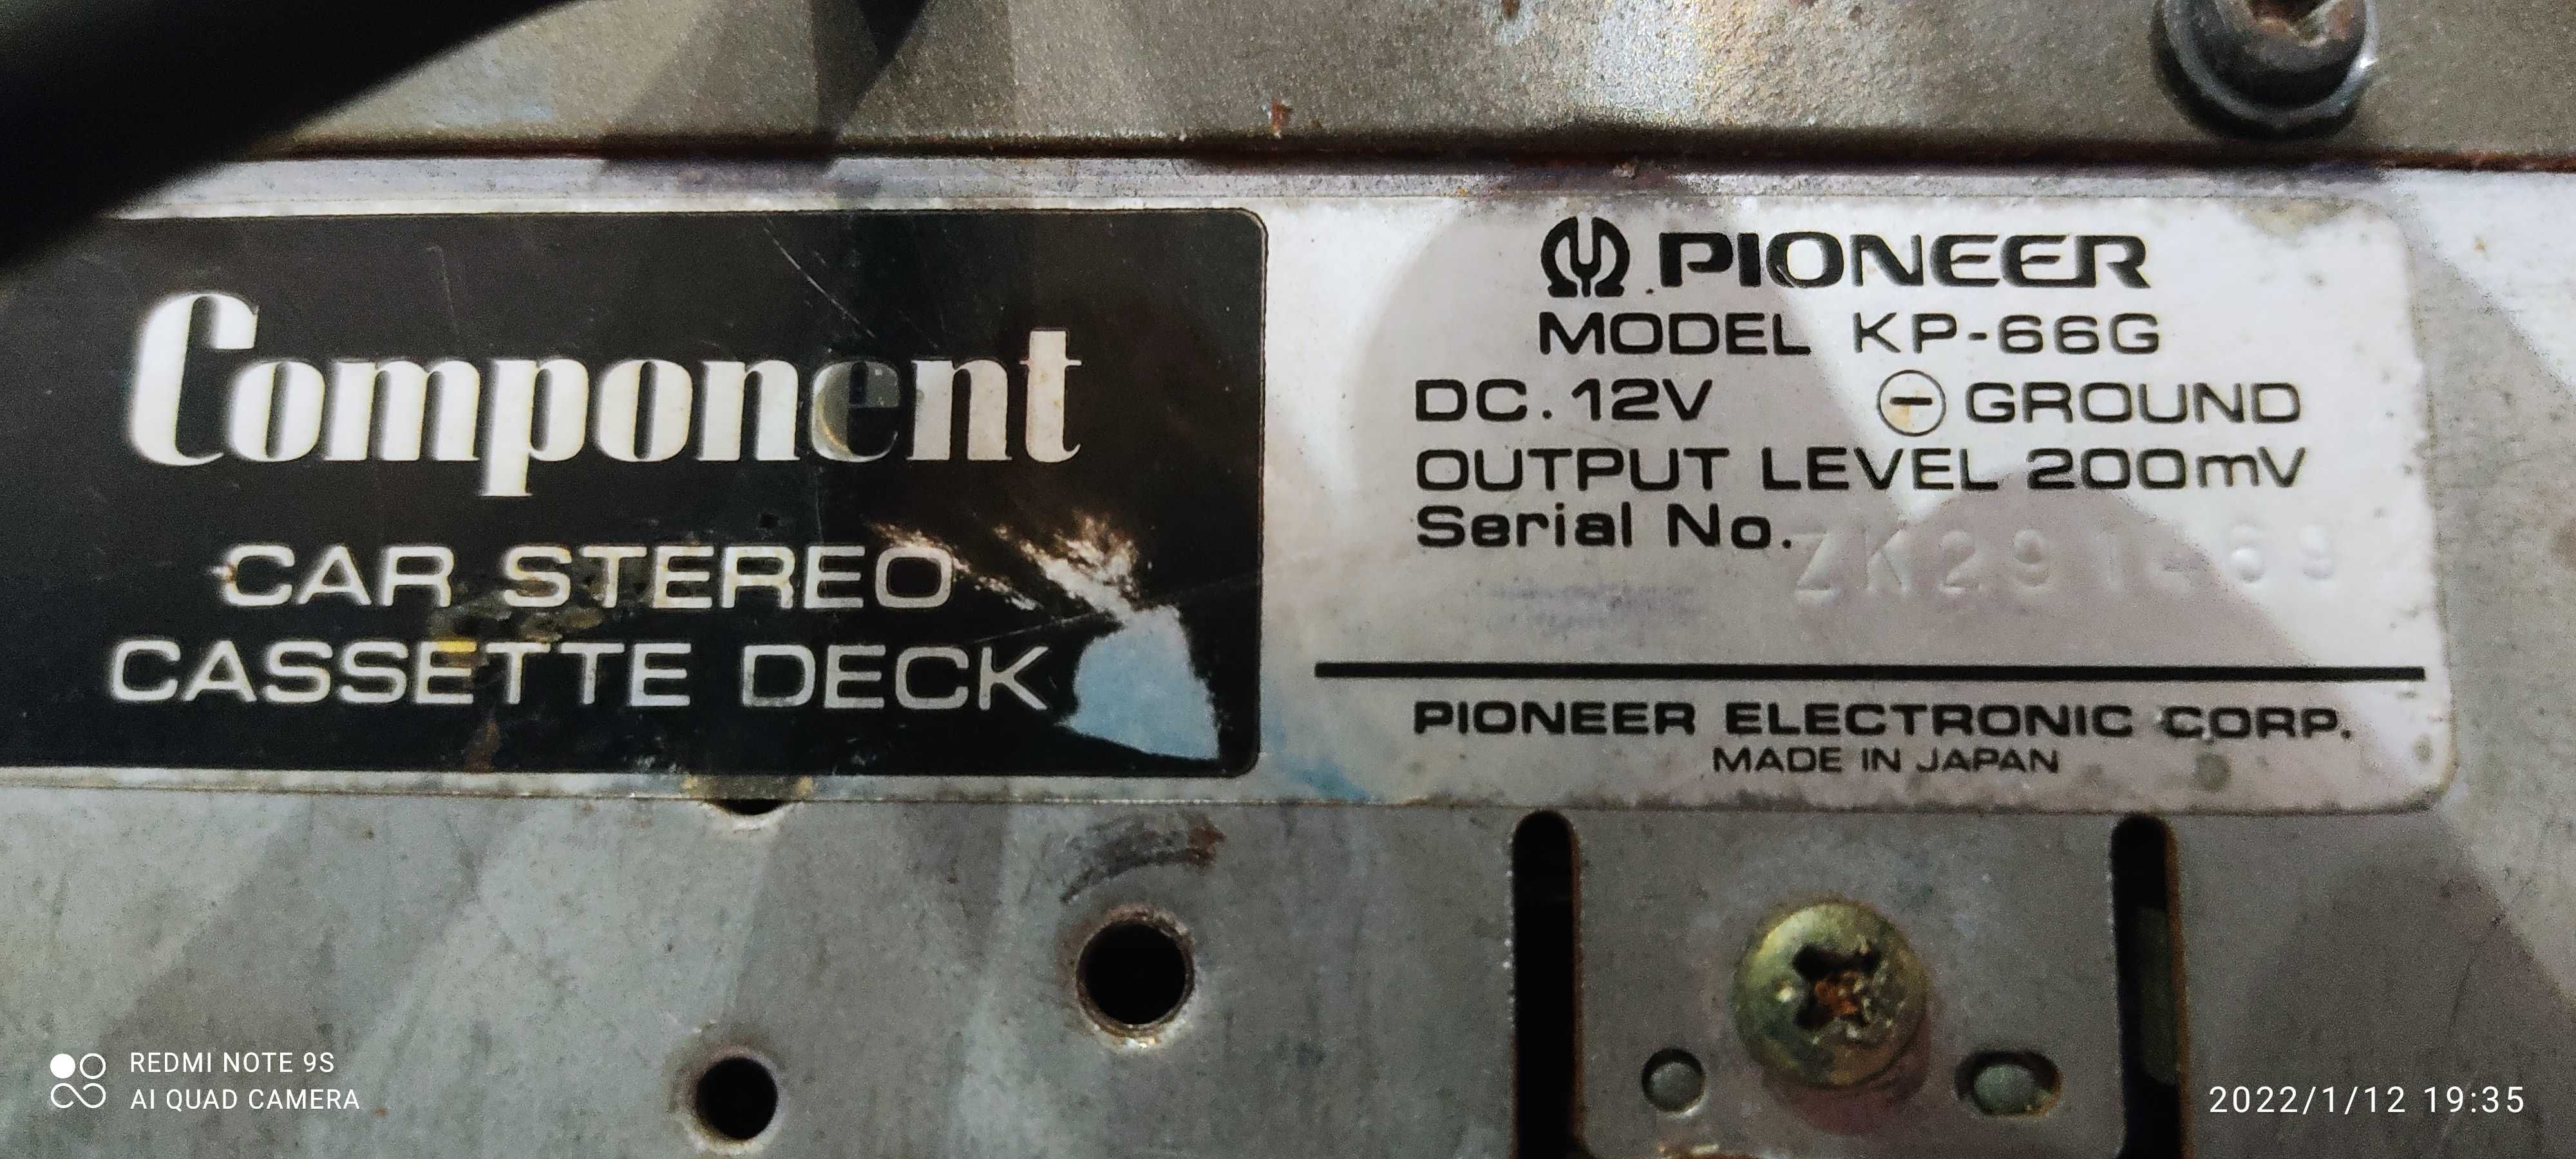 Component
CAR STEREO
CASSETTE DECK
PIONEER
MODEL KP-66G
DC. 12V ⊖ GROUND
OUTPUT LEVEL 200mV
Serial No.
PIONEER ELECTRONIC CORP.
MADE IN JAPAN
REDMI NOTE 9S
AI QUAD CAMERA
2022/1/12 19:35